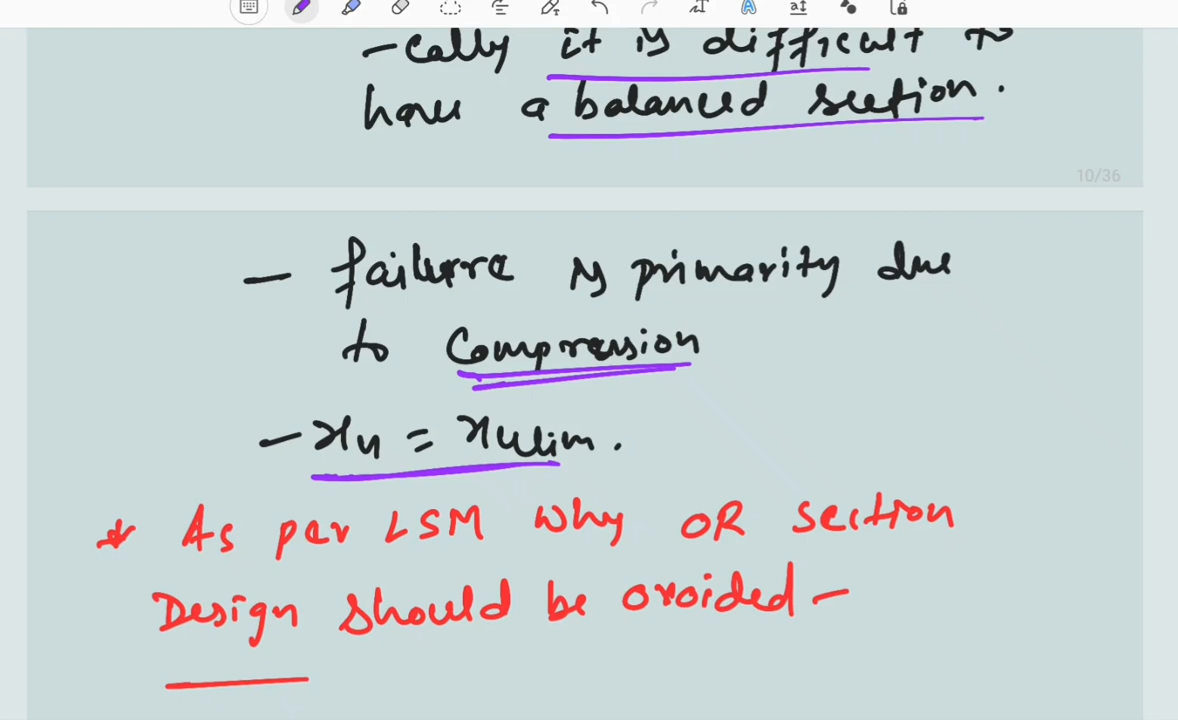 -cally it is difficult to
have a balanced section.
10/36
- failure is primarity due
to Compression
- xu = xulim.
* As per LSM why OR section
Design should be avoided -